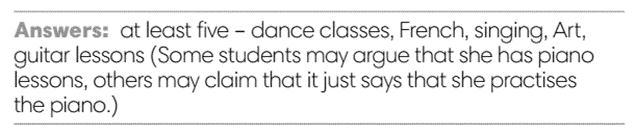 Answers: at least five – dance classes, French, singing, Art,
guitar lessons (Some students may argue that she has piano
lessons, others may claim that it just says that she practises
the piano.)